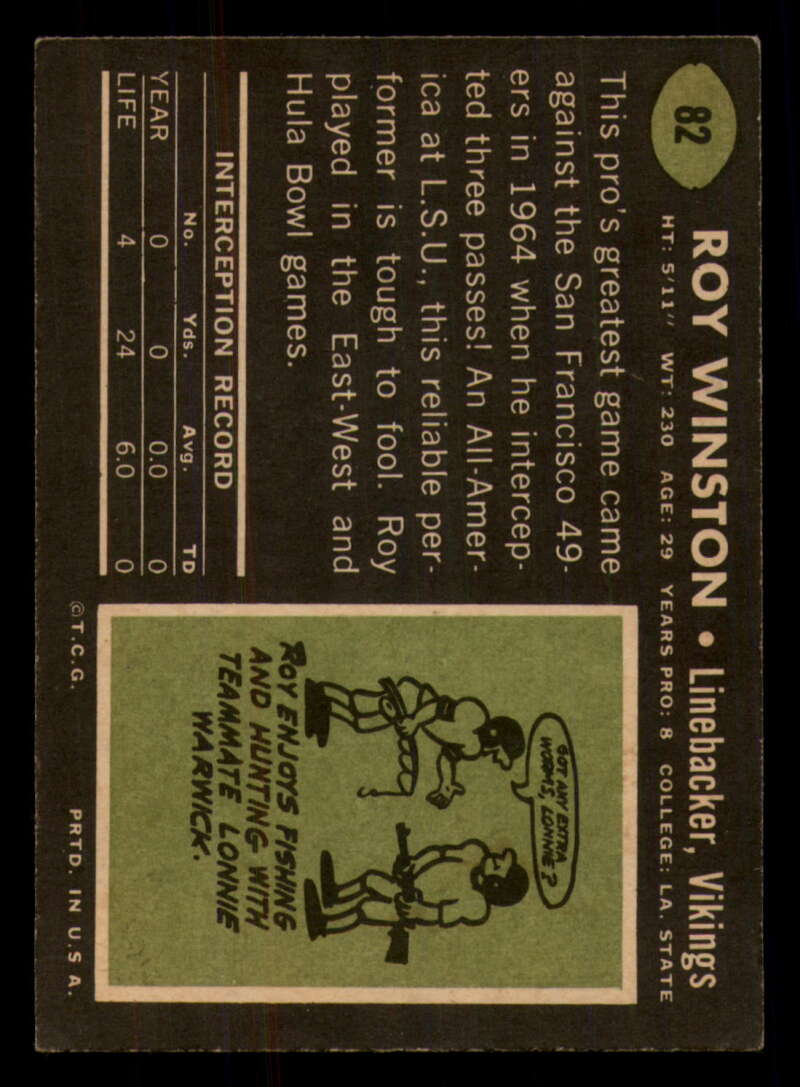 82
ROY WINSTON • Linebacker, Vikings
HT: 5/11" WT: 230 AGE: 29 YEARS PRO: 8 COLLEGE: LA. STATE
This pro's greatest game came
against the San Francisco 49-
ers in 1964 when he intercep-
ted three passes! An All-Amer-
ica at L.S.U., this reliable per-
former is tough to fool. Roy
played in the East-West and
Hula Bowl games.
INTERCEPTION RECORD
No. Yds. Avg. TD
YEAR 0 0 0.0 0
LIFE 4 24 6.0 0
GOT ANY EXTRA
WORMS, LONNIE?
ROY ENJOYS FISHING
AND HUNTING WITH
TEAMMATE LONNIE
WARWICK.
©T.C.G. PRTD. IN U.S.A.